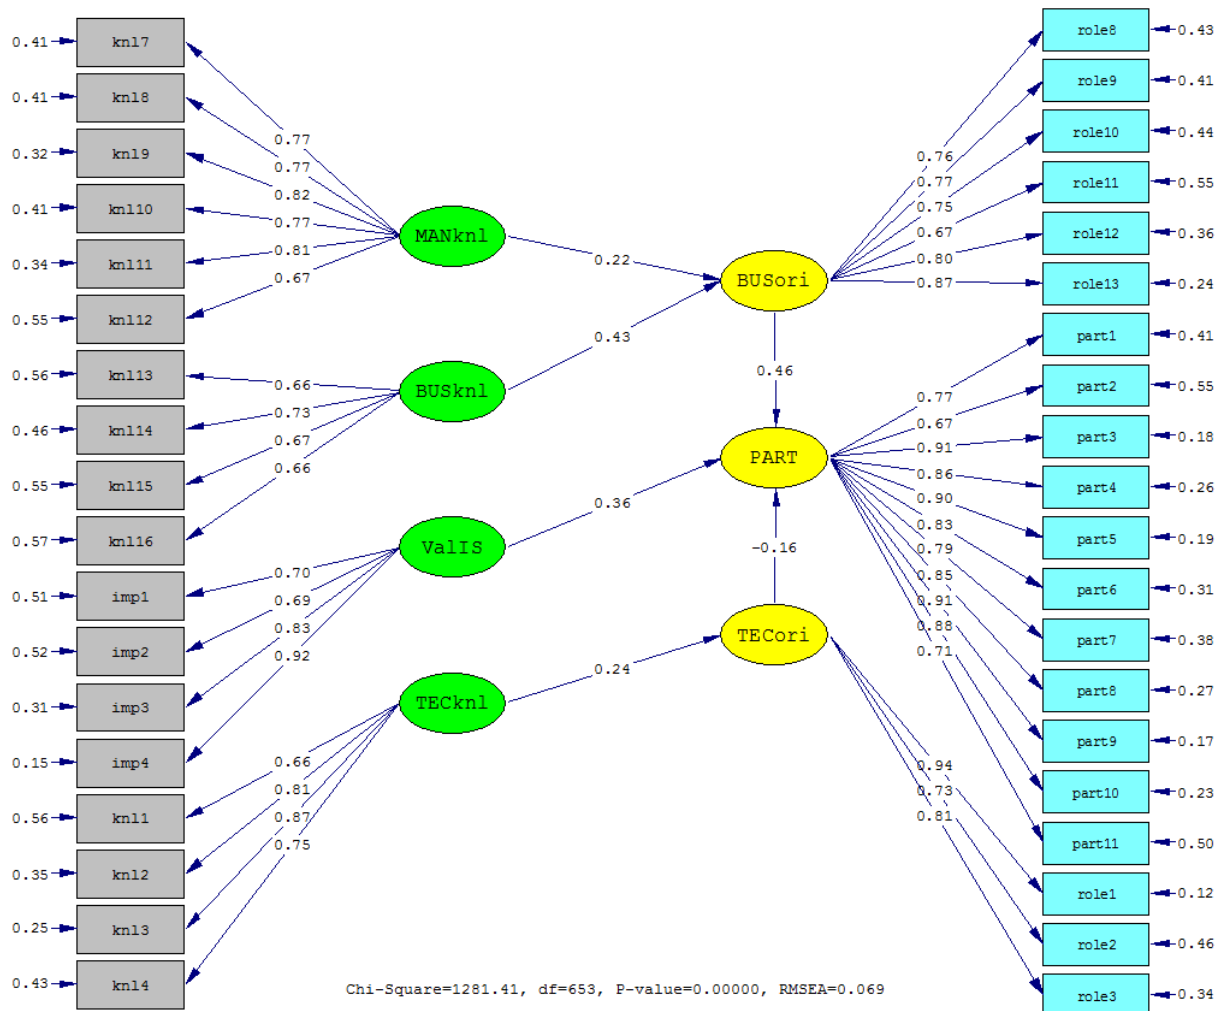 0.41 knl7
0.41 knl8
0.32 knl9
0.41 knl10
0.34 knl11
0.55 knl12
0.56 knl13
0.46 knl14
0.55 knl15
0.57 knl16
0.51 imp1
0.52 imp2
0.31 imp3
0.15 imp4
0.56 knl1
0.35 knl2
0.25 knl3
0.43 knl4
0.77
0.77
0.82
0.77
0.81
0.67
0.66
0.73
0.67
0.66
0.70
0.69
0.83
0.92
0.66
0.81
0.87
0.75
MANknl
BUSknl
ValIS
TECknl
0.22
0.43
0.36
0.24
BUSori
0.46
PART
-0.16
TECori
0.76
0.77
0.75
0.67
0.80
0.87
0.77
0.67
0.91
0.86
0.90
0.83
0.79
0.85
0.91
0.88
0.71
0.94
0.73
0.81
role8 0.43
role9 0.41
role10 0.44
role11 0.55
role12 0.36
role13 0.24
part1 0.41
part2 0.55
part3 0.18
part4 0.26
part5 0.19
part6 0.31
part7 0.38
part8 0.27
part9 0.17
part10 0.23
part11 0.50
role1 0.12
role2 0.46
role3 0.34
Chi-Square=1281.41, df=653, P-value=0.00000, RMSEA=0.069